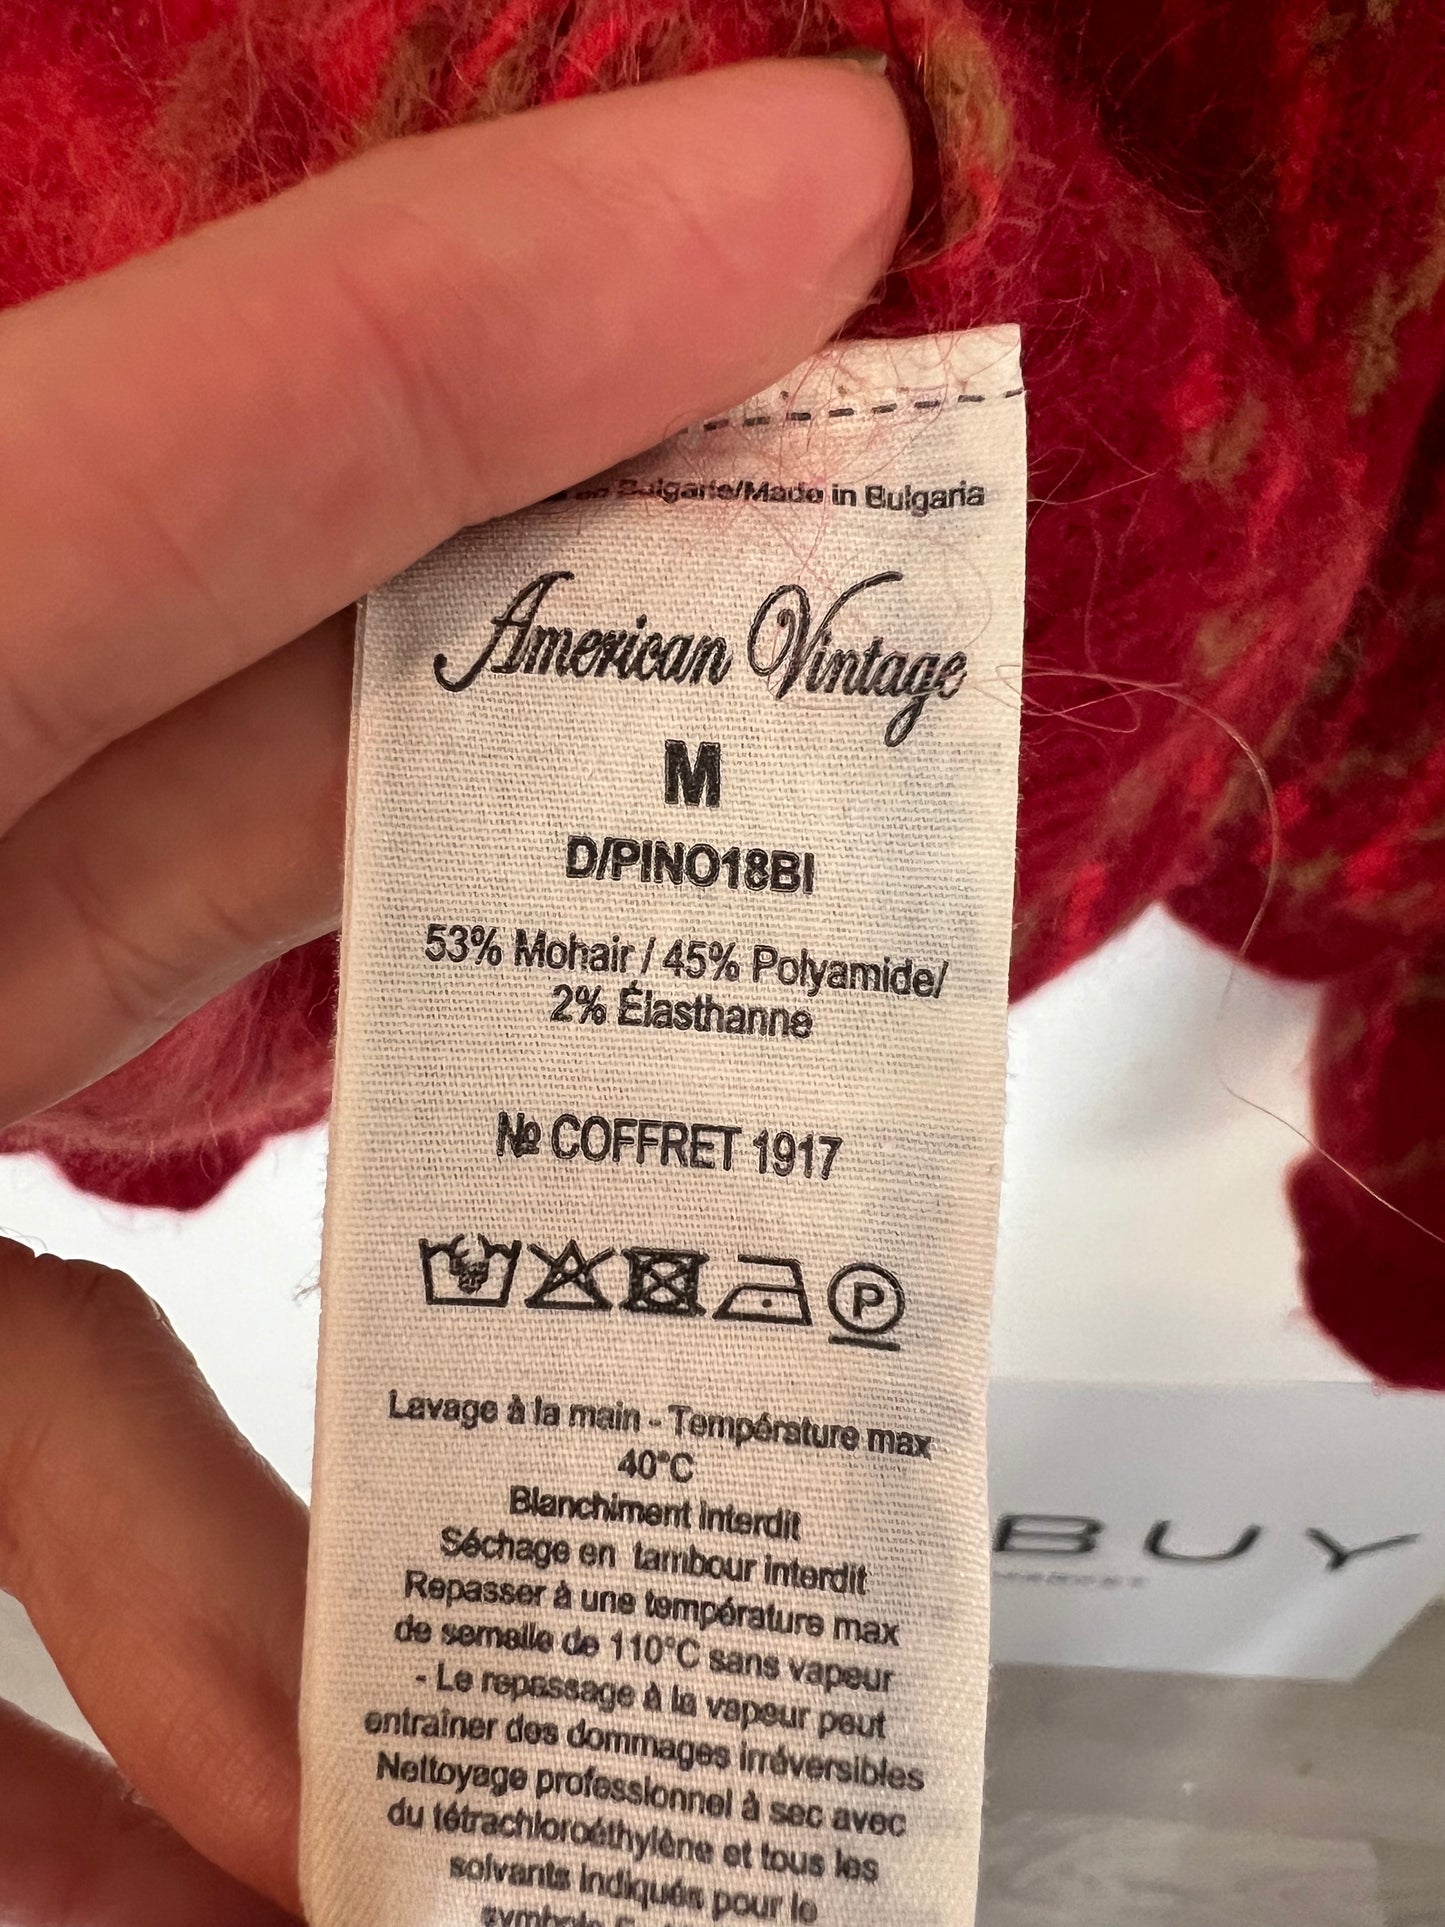 en Bulgarie/Made in Bulgaria
American Vintage
M
D/PINO18BI
53% Mohair / 45% Polyamide/
2% Élasthanne
№ COFFRET 1917
P
Lavage à la main - Température max
40°C
Blanchiment interdit
Séchage en tambour interdit
Repasser à une température max
de semelle de 110°C sans vapeur
- Le repassage à la vapeur peut
entraîner des dommages irréversibles
Nettoyage professionnel à sec avec
du tétrachloroéthylène et tous les
solvants indiqués pour le
BUY